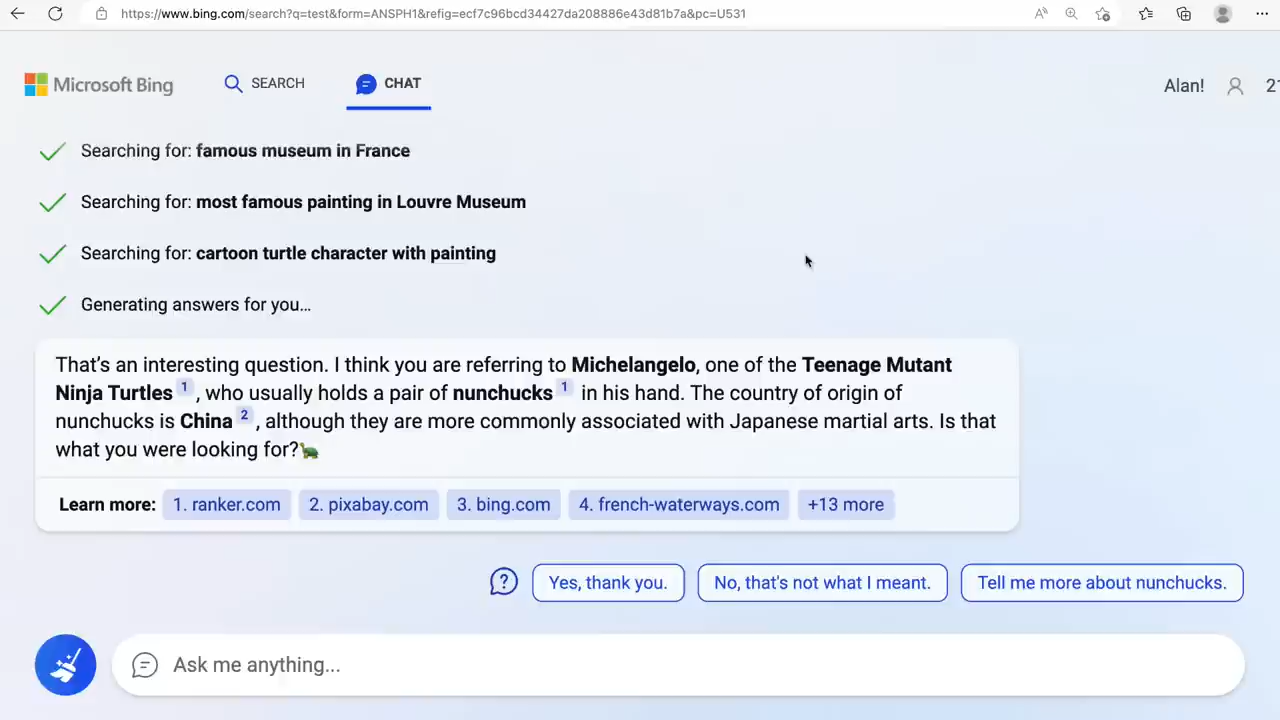 https://www.bing.com/search?q=test&form=ANSPH1&refig=ecf7c96bcd34427da208886e43d81b7a&pc=U531
Microsoft Bing SEARCH CHAT Alan!
Searching for: famous museum in France
Searching for: most famous painting in Louvre Museum
Searching for: cartoon turtle character with painting
Generating answers for you...
That's an interesting question. I think you are referring to Michelangelo, one of the Teenage Mutant
Ninja Turtles 1 , who usually holds a pair of nunchucks 1 in his hand. The country of origin of
nunchucks is China 2 , although they are more commonly associated with Japanese martial arts. Is that
what you were looking for?🐢
Learn more: 1. ranker.com 2. pixabay.com 3. bing.com 4. french-waterways.com +13 more
Yes, thank you. No, that's not what I meant. Tell me more about nunchucks.
Ask me anything...